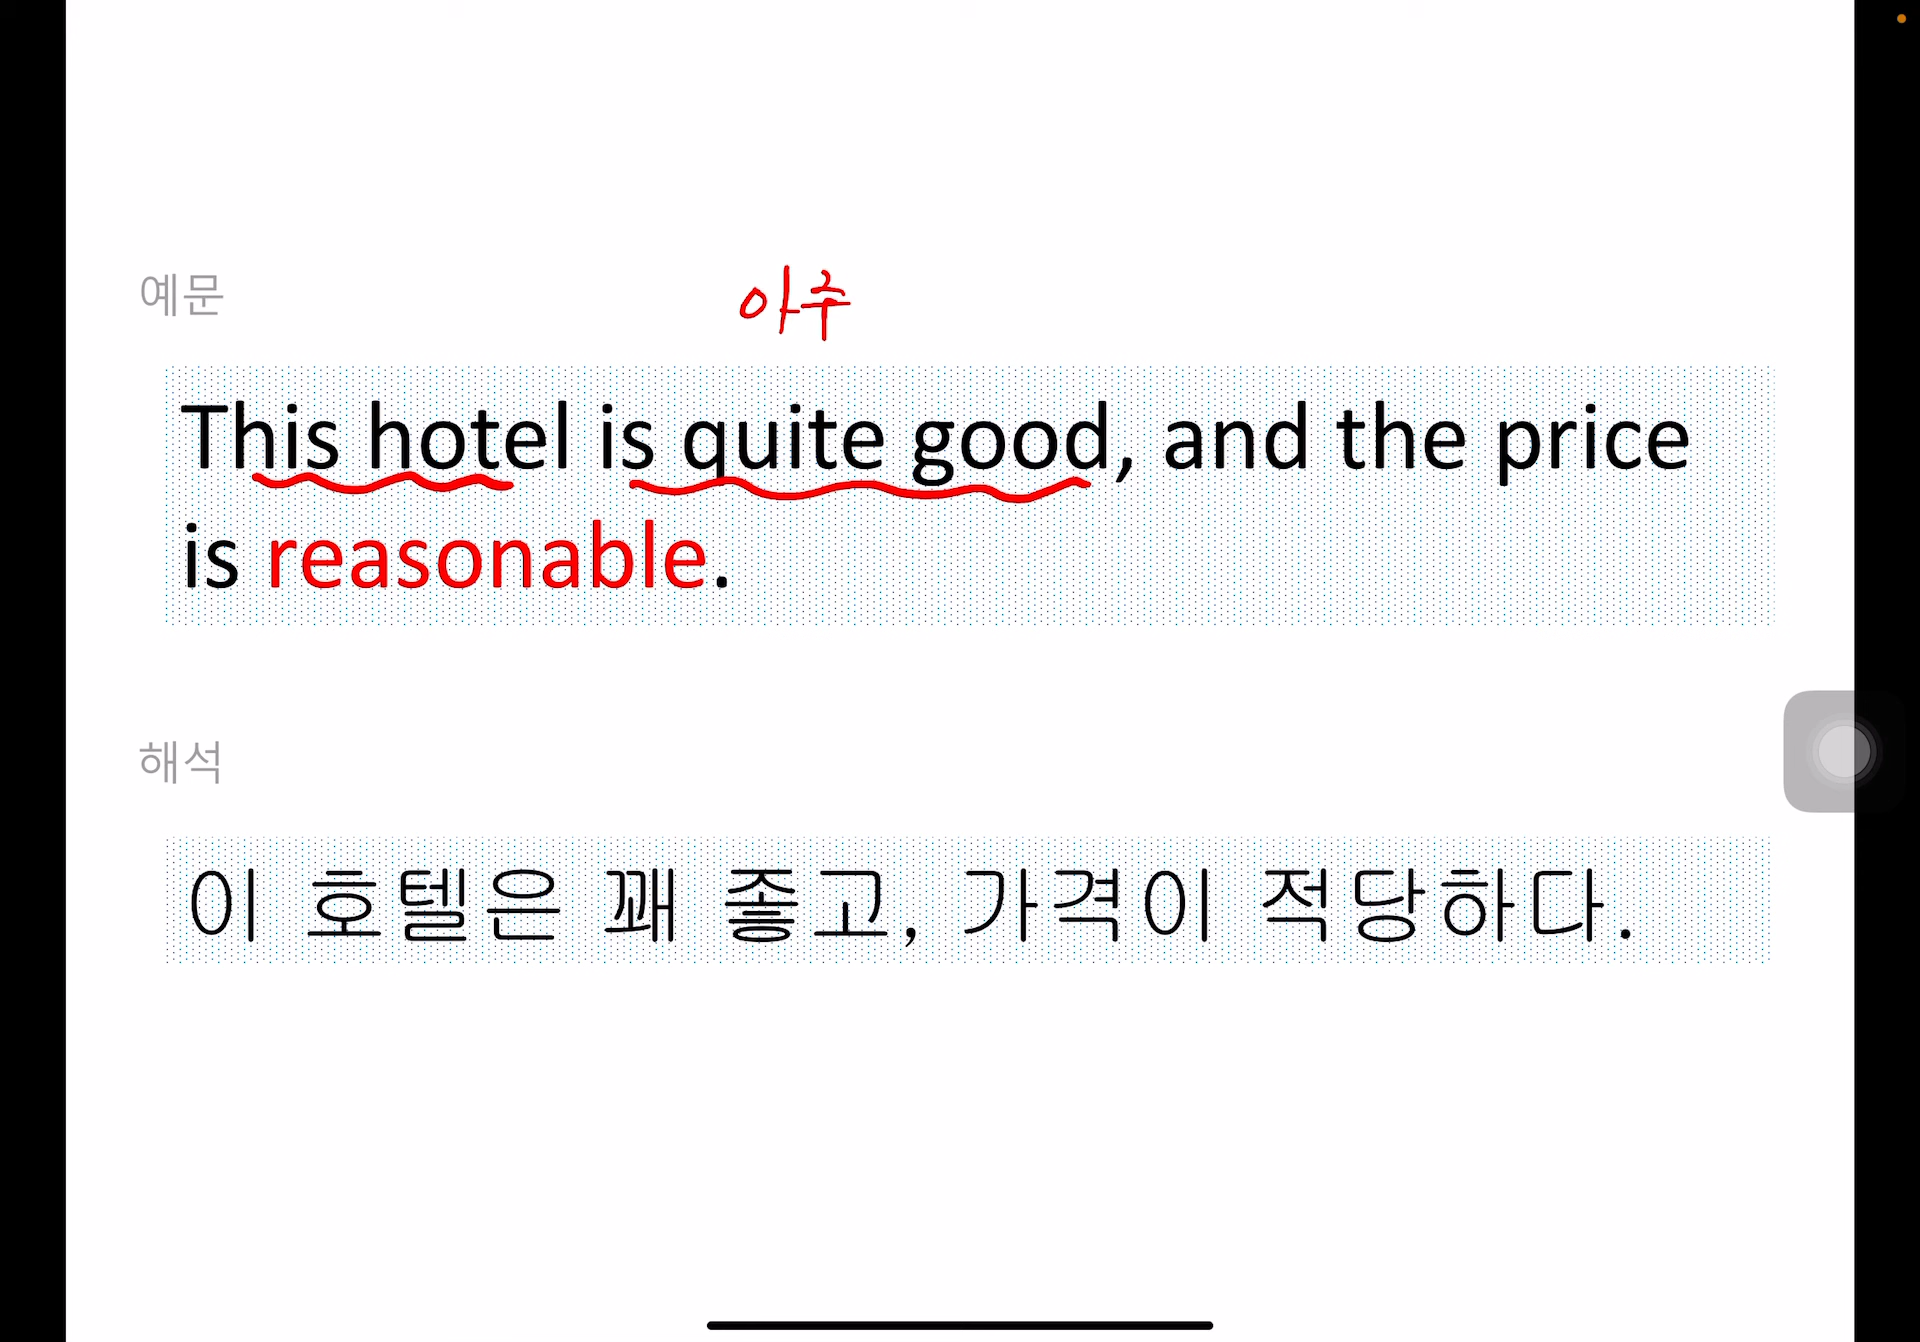 예문
아주
This hotel is quite good, and the price
is reasonable.
해석
이 호텔은 꽤 좋고, 가격이 적당하다.